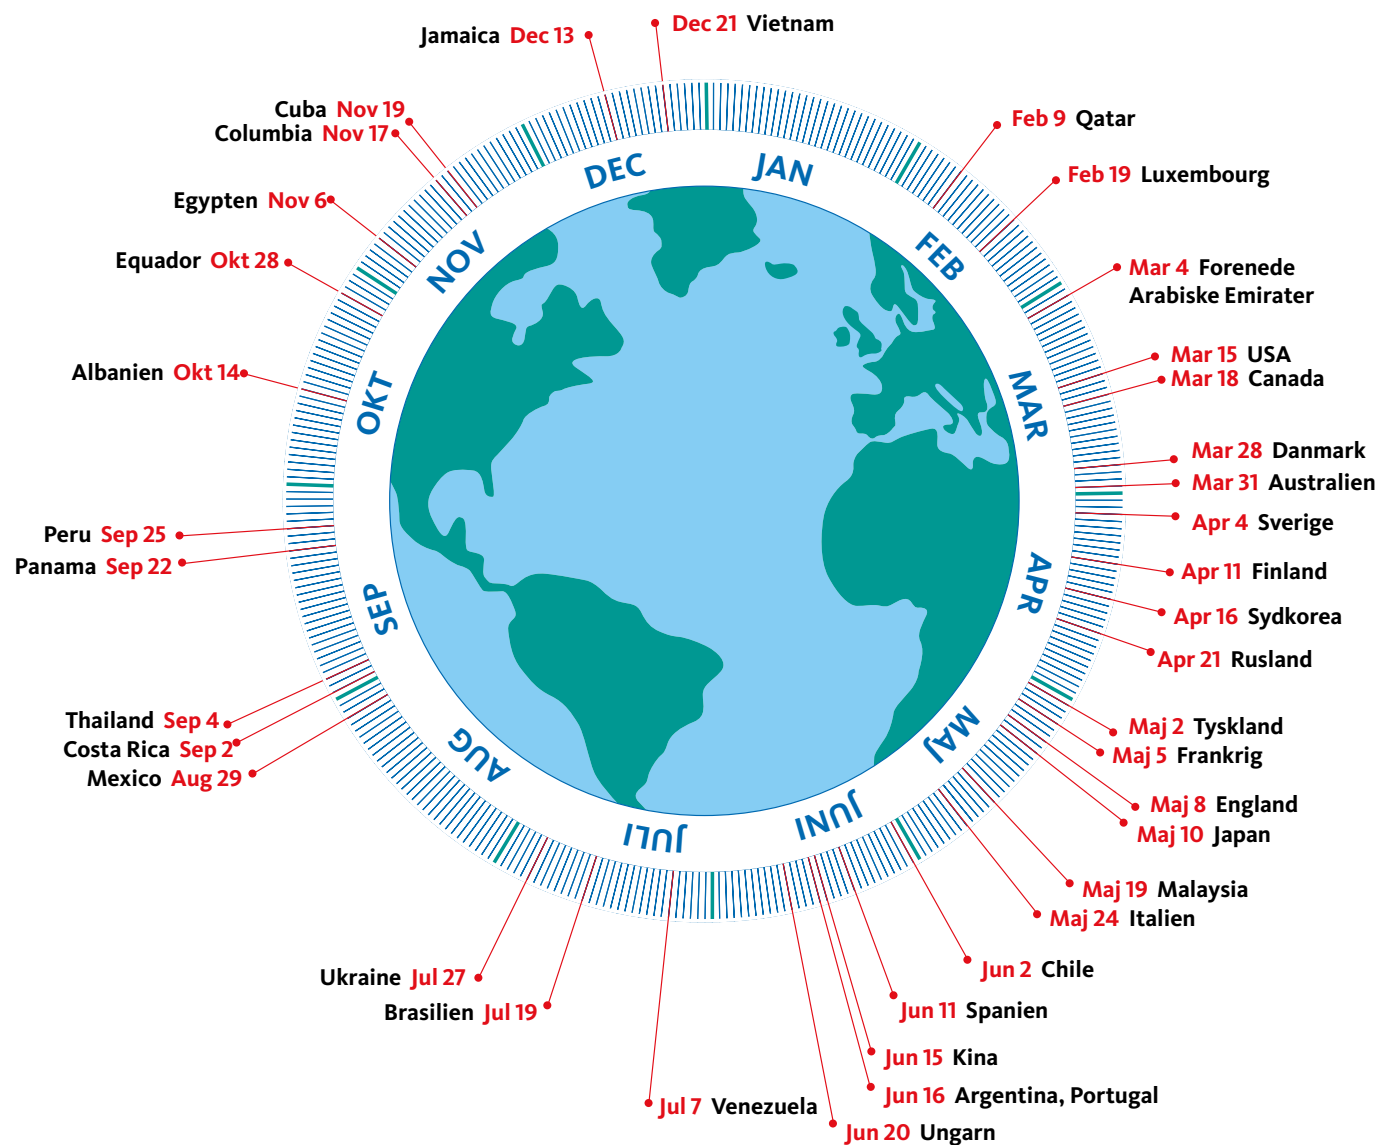 Dec 21 Vietnam
Jamaica Dec 13
Cuba Nov 19
Columbia Nov 17
Egypten Nov 6
Equador Okt 28
Albanien Okt 14
Peru Sep 25
Panama Sep 22
Thailand Sep 4
Costa Rica Sep 2
Mexico Aug 29
Ukraine Jul 27
Brasilien Jul 19
Jul 7 Venezuela
Feb 9 Qatar
Feb 19 Luxembourg
Mar 4 Forenede
Arabiske Emirater
Mar 15 USA
Mar 18 Canada
Mar 28 Danmark
Mar 31 Australien
Apr 4 Sverige
Apr 11 Finland
Apr 16 Sydkorea
Apr 21 Rusland
Maj 2 Tyskland
Maj 5 Frankrig
Maj 8 England
Maj 10 Japan
Maj 19 Malaysia
Maj 24 Italien
Jun 2 Chile
Jun 11 Spanien
Jun 15 Kina
Jun 16 Argentina, Portugal
Jun 20 Ungarn
JAN
FEB
MAR
APR
MAJ
JUNI
JULI
AUG
SEP
OKT
NOV
DEC